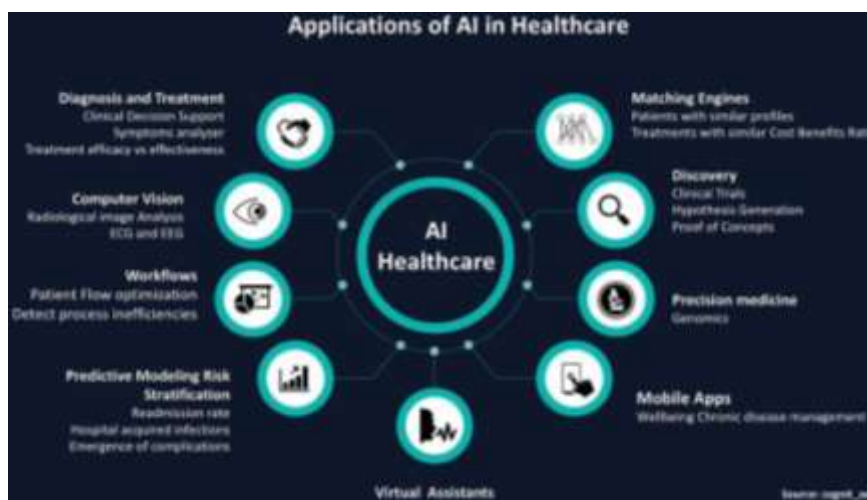 Applications of AI in Healthcare
Diagnosis and Treatment
Clinical Decision Support
Symptoms analyser
Treatment efficacy vs effectiveness
Computer Vision
Radiological image Analysis
ECG and EEG
Workflows
Patient Flow optimization
Detect process inefficiencies
Predictive Modeling Risk
Stratification
Readmission rate
Hospital acquired infections
Emergence of complications
AI
Healthcare
Virtual Assistants
Matching Engines
Patients with similar profiles
Treatments with similar Cost Benefits
Discovery
Clinical Trials
Hypothesis Generation
Proof of Concepts
Precision medicine
Genomics
Mobile Apps
Wellbeing Chronic disease management
Source: